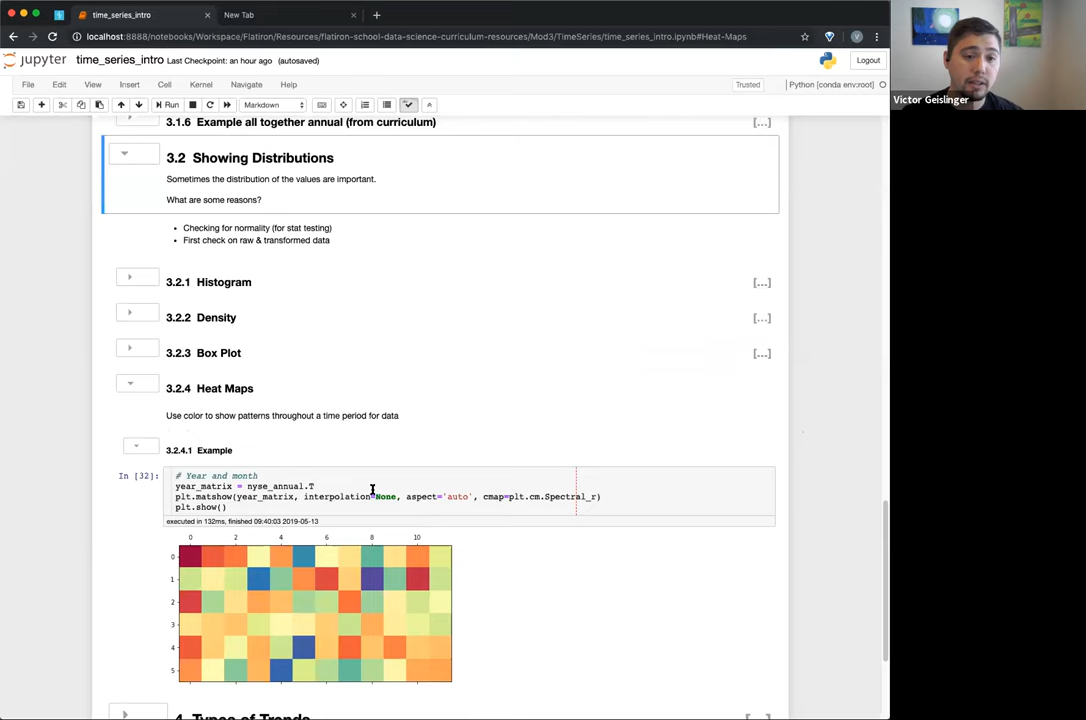 time_series_intro
New Tab
localhost:8888/notebooks/Workspace/Flatiron/Resources/flatiron-school-data-science-curriculum-resources/Mod3/TimeSeries/time_series_intro.ipynb#Heat-Maps
V
jupyter time_series_intro Last Checkpoint: an hour ago (autosaved)
Logout
File Edit View Insert Cell Kernel Navigate Help
Trusted
Python [conda env:root]
Run
Markdown
Victor Geislinger
3.1.6 Example all together annual (from curriculum)
[...]
3.2 Showing Distributions
Sometimes the distribution of the values are important.
What are some reasons?
• Checking for normality (for stat testing)
• First check on raw & transformed data
3.2.1 Histogram
[...]
3.2.2 Density
[...]
3.2.3 Box Plot
[...]
3.2.4 Heat Maps
Use color to show patterns throughout a time period for data
3.2.4.1 Example
In [32]:
# Year and month
year_matrix = nyse_annual.T
plt.matshow(year_matrix, interpolation=None, aspect='auto', cmap=plt.cm.Spectral_r)
plt.show()
executed in 132ms, finished 09:40:03 2019-05-13
0 2 4 6 8 10
0
1
2
3
4
5
4 Types of Trends
[...]